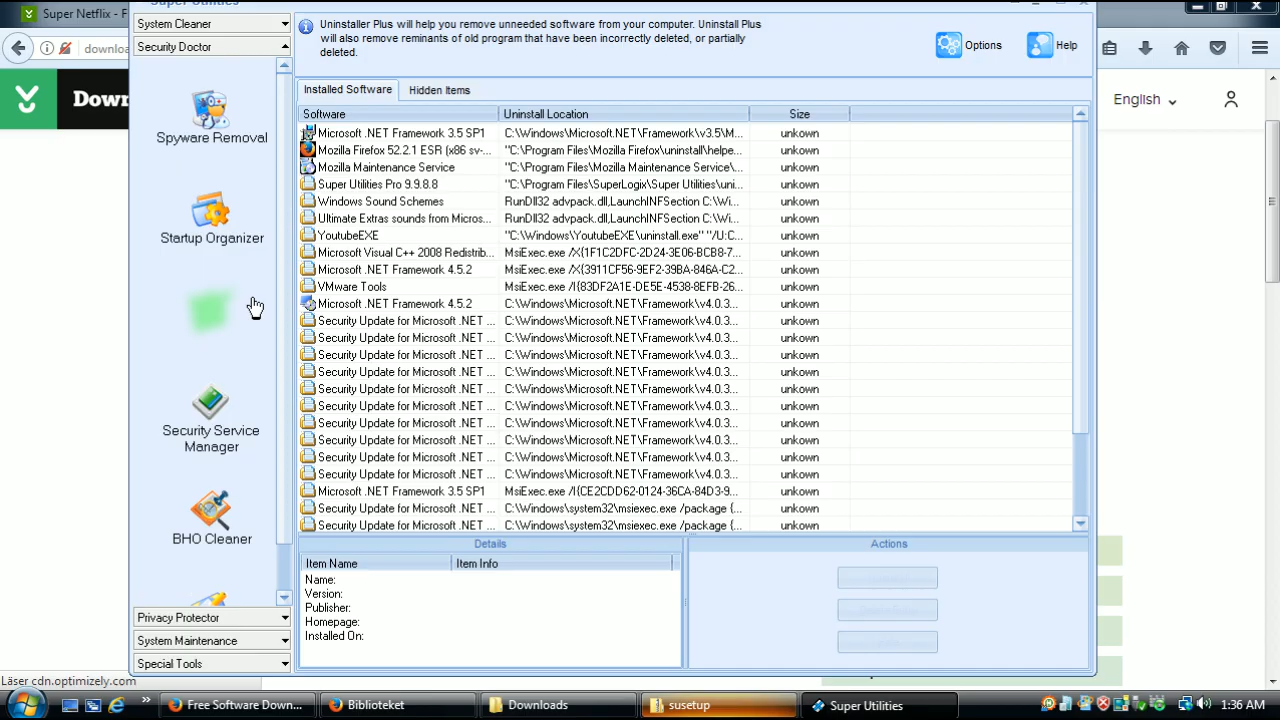 Super Utilities
Super Netflix - F
downloa
Down
English
System Cleaner
Security Doctor
Spyware Removal
Startup Organizer
Security Service
Manager
BHO Cleaner
Privacy Protector
System Maintenance
Special Tools
Uninstaller Plus will help you remove unneeded software from your computer. Uninstall Plus
will also remove reminants of old program that have been incorrectly deleted, or partially
deleted.
Options
Help
Installed Software Hidden Items
Software Uninstall Location Size
Microsoft .NET Framework 3.5 SP1 C:\Windows\Microsoft.NET\Framework\v3.5\M... unkown
Mozilla Firefox 52.2.1 ESR (x86 sv-... "C:\Program Files\Mozilla Firefox\uninstall\helpe... unkown
Mozilla Maintenance Service "C:\Program Files\Mozilla Maintenance Service\... unkown
Super Utilities Pro 9.9.8.8 "C:\Program Files\SuperLogix\Super Utilities\uni... unkown
Windows Sound Schemes RunDll32 advpack.dll,LaunchINFSection C:\Wi... unkown
Ultimate Extras sounds from Micros... RunDll32 advpack.dll,LaunchINFSection C:\Wi... unkown
YoutubeEXE "C:\Windows\YoutubeEXE\uninstall.exe" "/U:C... unkown
Microsoft Visual C++ 2008 Redistrib... MsiExec.exe /X{1F1C2DFC-2D24-3E06-BCB8-7... unkown
Microsoft .NET Framework 4.5.2 MsiExec.exe /X{3911CF56-9EF2-39BA-846A-C2... unkown
VMware Tools MsiExec.exe /I{83DF2A1E-DE5E-4538-8EFB-26... unkown
Microsoft .NET Framework 4.5.2 C:\Windows\Microsoft.NET\Framework\v4.0.3... unkown
Security Update for Microsoft .NET ... C:\Windows\Microsoft.NET\Framework\v4.0.3... unkown
Security Update for Microsoft .NET ... C:\Windows\Microsoft.NET\Framework\v4.0.3... unkown
Security Update for Microsoft .NET ... C:\Windows\Microsoft.NET\Framework\v4.0.3... unkown
Security Update for Microsoft .NET ... C:\Windows\Microsoft.NET\Framework\v4.0.3... unkown
Security Update for Microsoft .NET ... C:\Windows\Microsoft.NET\Framework\v4.0.3... unkown
Security Update for Microsoft .NET ... C:\Windows\Microsoft.NET\Framework\v4.0.3... unkown
Security Update for Microsoft .NET ... C:\Windows\Microsoft.NET\Framework\v4.0.3... unkown
Security Update for Microsoft .NET ... C:\Windows\Microsoft.NET\Framework\v4.0.3... unkown
Security Update for Microsoft .NET ... C:\Windows\Microsoft.NET\Framework\v4.0.3... unkown
Security Update for Microsoft .NET ... C:\Windows\Microsoft.NET\Framework\v4.0.3... unkown
Microsoft .NET Framework 3.5 SP1 MsiExec.exe /I{CE2CDD62-0124-36CA-84D3-9... unkown
Security Update for Microsoft .NET ... C:\Windows\system32\msiexec.exe /package {... unkown
Security Update for Microsoft .NET ... C:\Windows\system32\msiexec.exe /package {... unkown
Details
Item Name Item Info
Name:
Version:
Publisher:
Homepage:
Installed On:
Actions
Läser cdn.optimizely.com
Free Software Down... Biblioteket Downloads susetup Super Utilities 1:36 AM